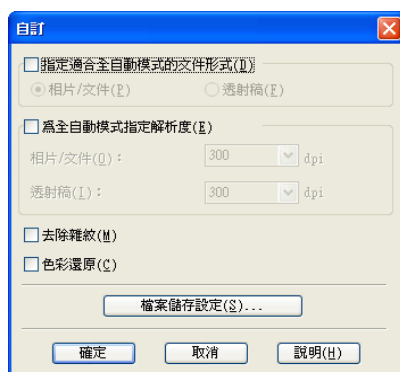 自訂
指定適合全自動模式的文件形式(D)
相片/文件(P) 透射稿(F)
爲全自動模式指定解析度(E)
相片/文件(O): 300 dpi
透射稿(I): 300 dpi
去除雜紋(M)
色彩還原(C)
檔案儲存設定(S)...
確定 取消 說明(H)